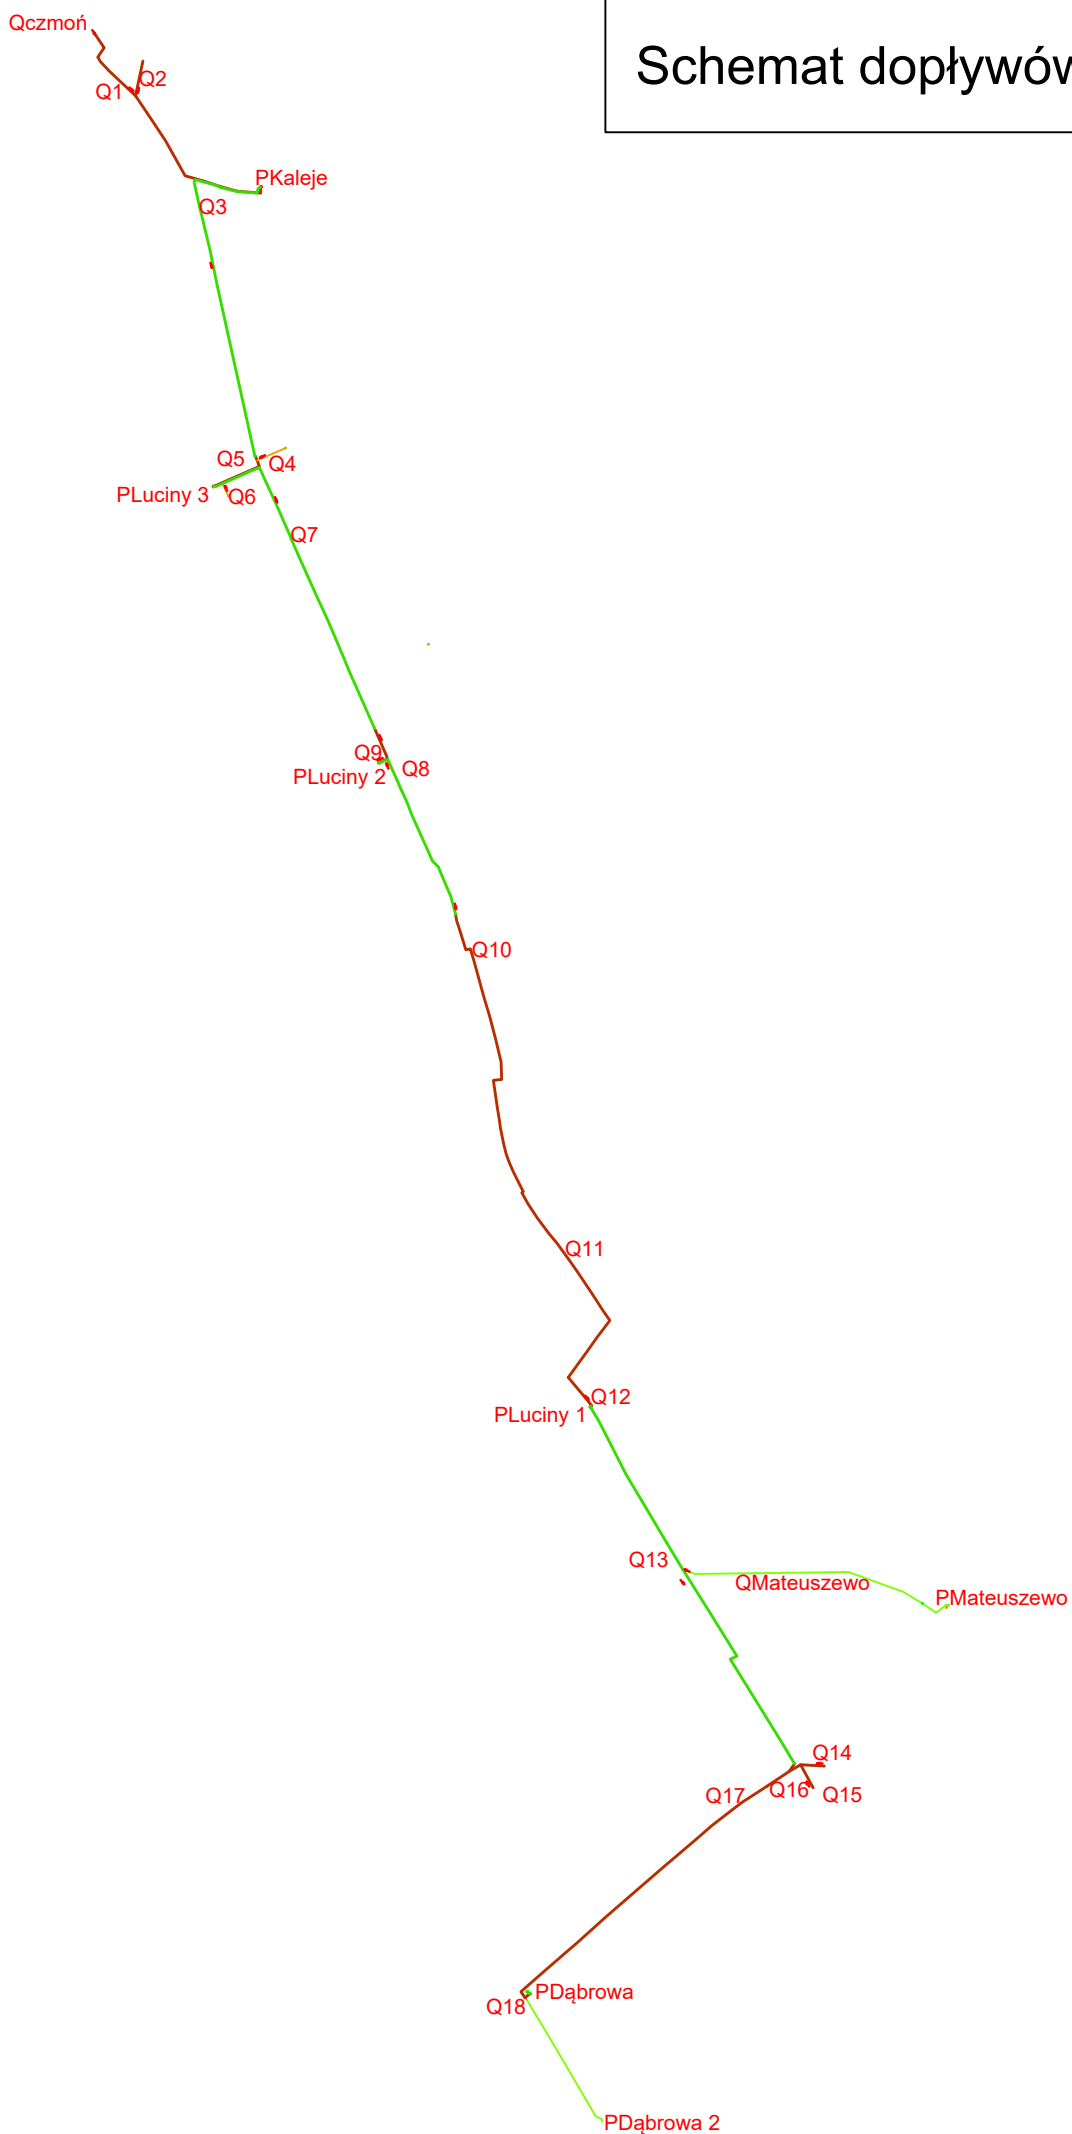 Qczmoń
Schemat dopływów
Q2
Q1
PKaleje
Q3
Q5
Q4
PLuciny 3
Q6
Q7
Q9
Q8
PLuciny 2
Q10
Q11
Q12
PLuciny 1
Q13
QMateuszewo
PMateuszewo
Q14
Q16
Q15
Q17
PDąbrowa
Q18
PDąbrowa 2